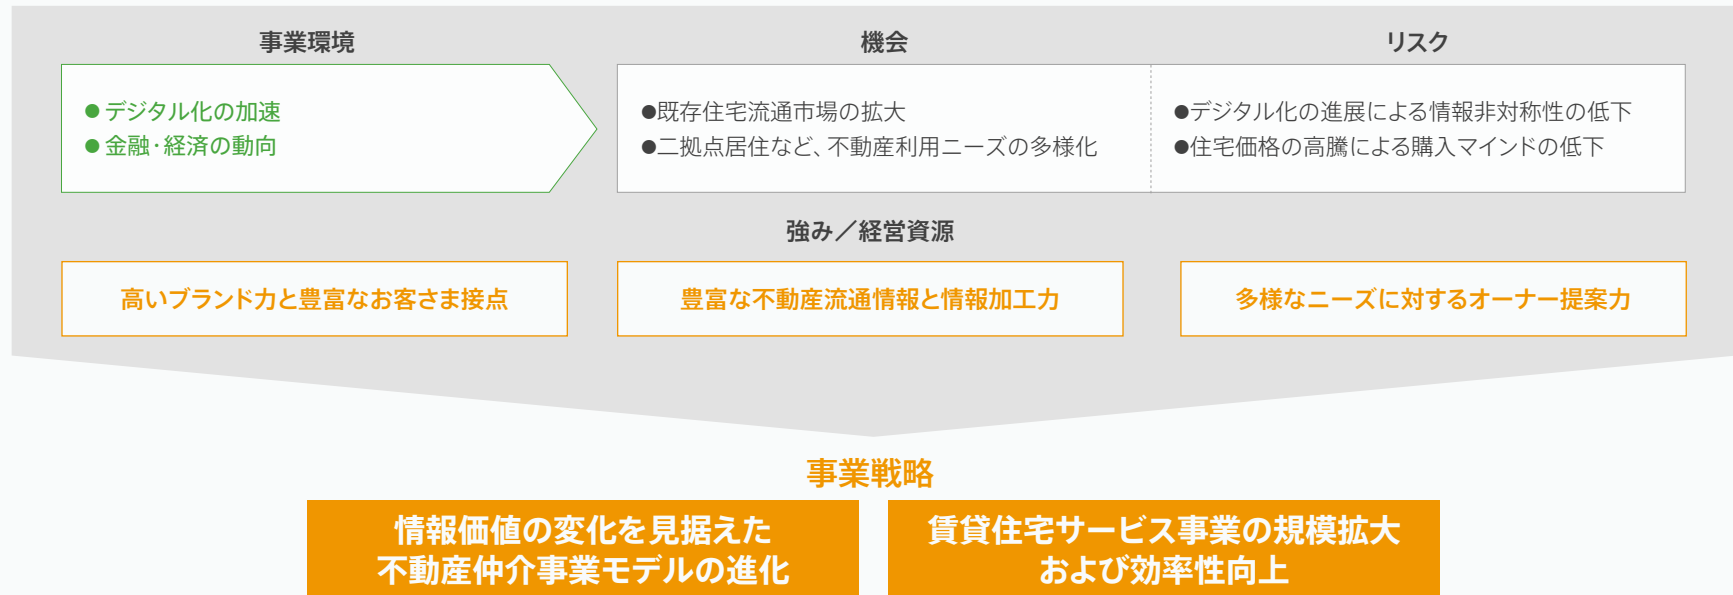 事業環境
●デジタル化の加速
●金融・経済の動向
機会
●既存住宅流通市場の拡大
●二拠点居住など、不動産利用ニーズの多様化
リスク
●デジタル化の進展による情報非対称性の低下
●住宅価格の高騰による購入マインドの低下
強み／経営資源
高いブランド力と豊富なお客さま接点
豊富な不動産流通情報と情報加工力
多様なニーズに対するオーナー提案力
事業戦略
情報価値の変化を見据えた
不動産仲介事業モデルの進化
賃貸住宅サービス事業の規模拡大
および効率性向上